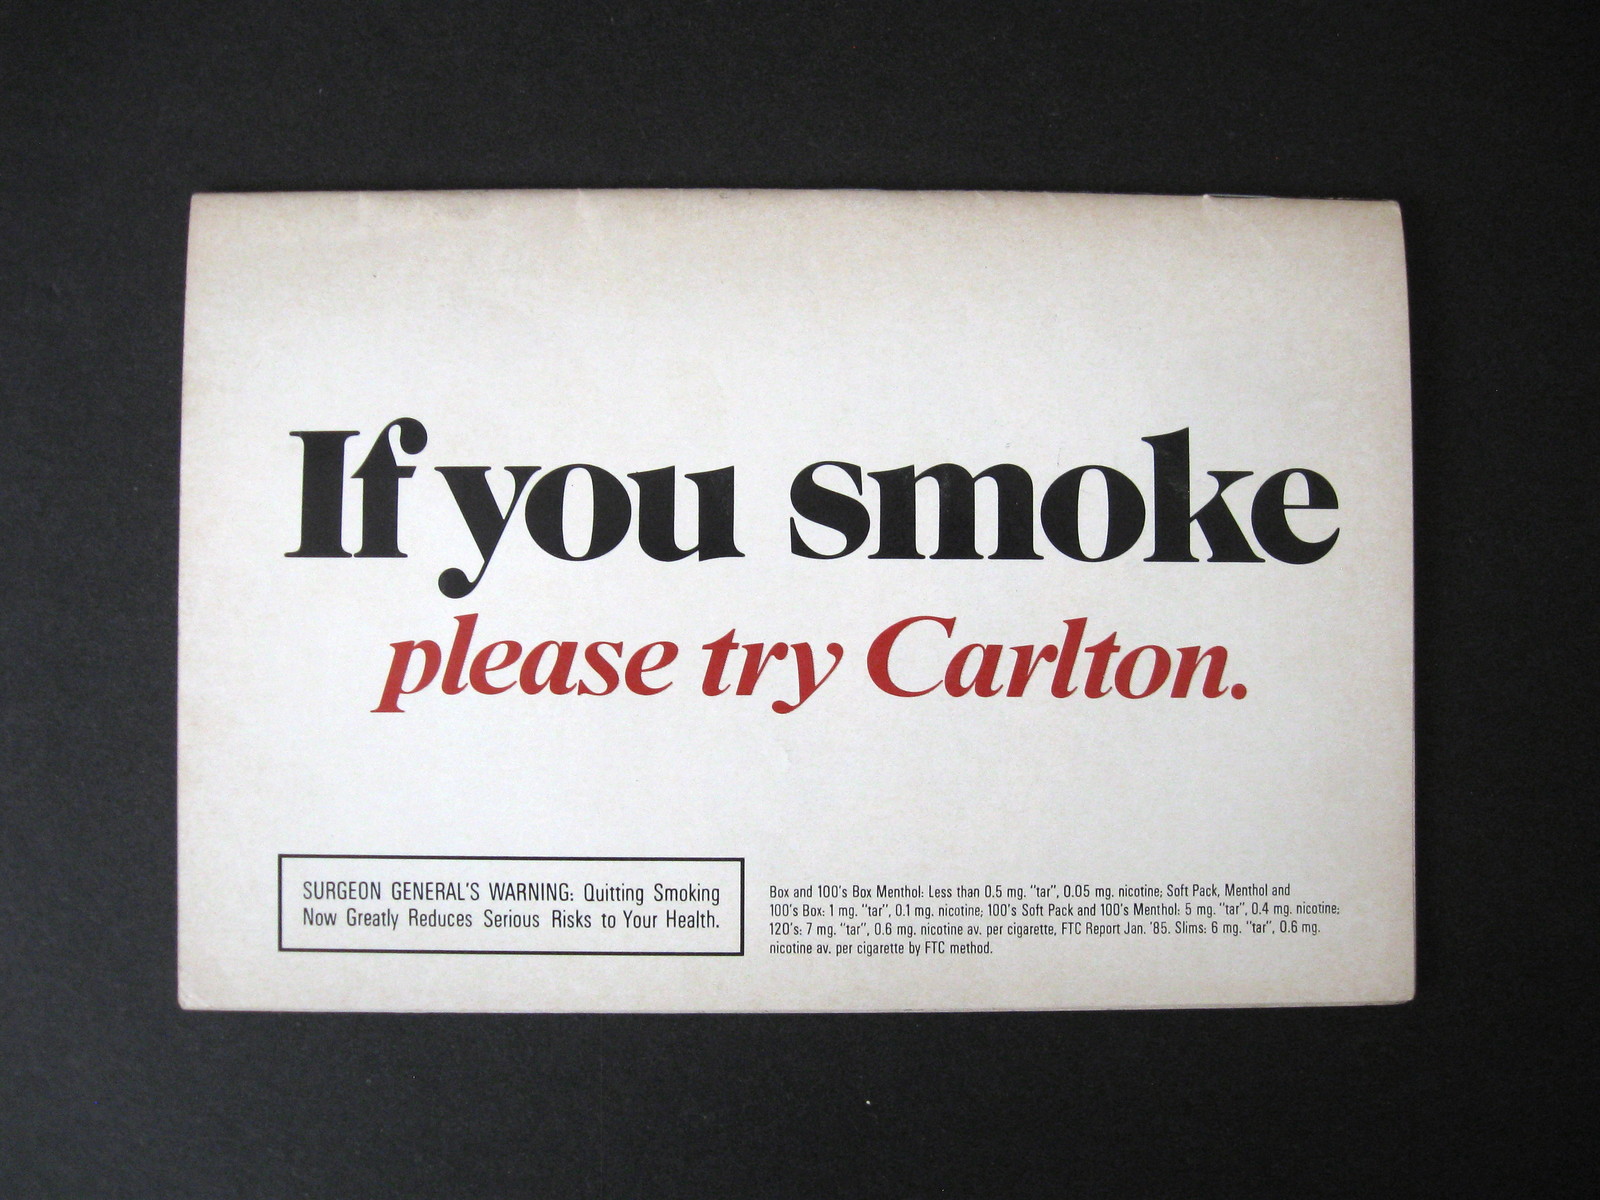 If you smoke
please try Carlton.
SURGEON GENERAL'S WARNING: Quitting Smoking
Now Greatly Reduces Serious Risks to Your Health.
Box and 100's Box Menthol: Less than 0.5 mg. "tar", 0.05 mg. nicotine; Soft Pack, Menthol and
100's Box: 1 mg. "tar", 0.1 mg. nicotine; 100's Soft Pack and 100's Menthol: 5 mg. "tar", 0.4 mg. nicotine;
120's: 7 mg. "tar", 0.6 mg. nicotine av. per cigarette, FTC Report Jan. '85. Slims: 6 mg. "tar", 0.6 mg.
nicotine av. per cigarette by FTC method.